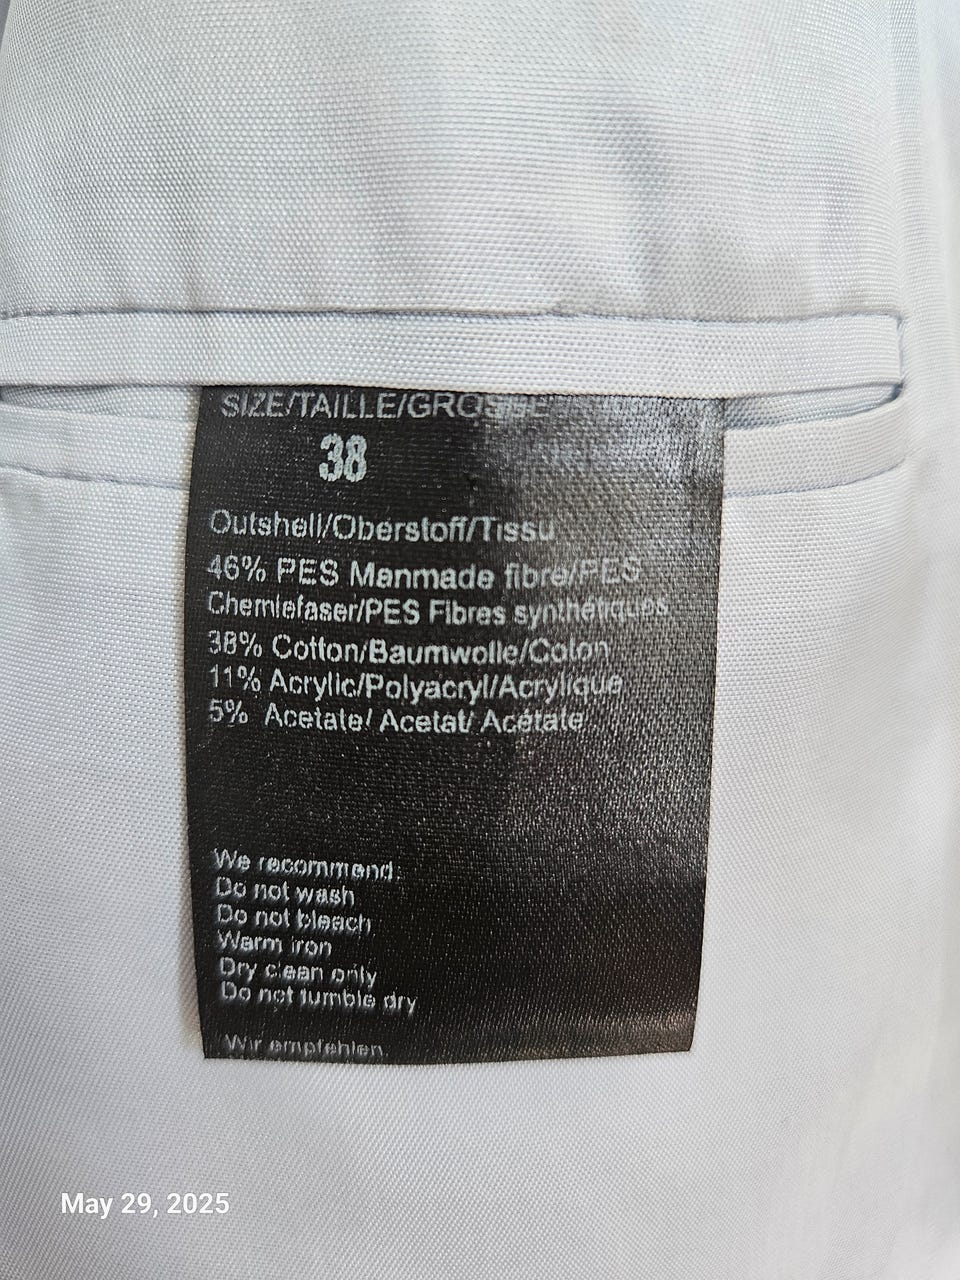 SIZE/TAILLE/GROSSE
38
Outshell/Oberstoff/Tissu
46% PES Manmade fibre/PES
Chemiefaser/PES Fibres synthétiques
38% Cotton/Baumwolle/Coton
11% Acrylic/Polyacryl/Acrylique
5% Acetate/ Acetat/ Acétate
We recommend:
Do not wash
Do not bleach
Warm iron
Dry clean only
Do not tumble dry
Wir empfehlen
May 29, 2025